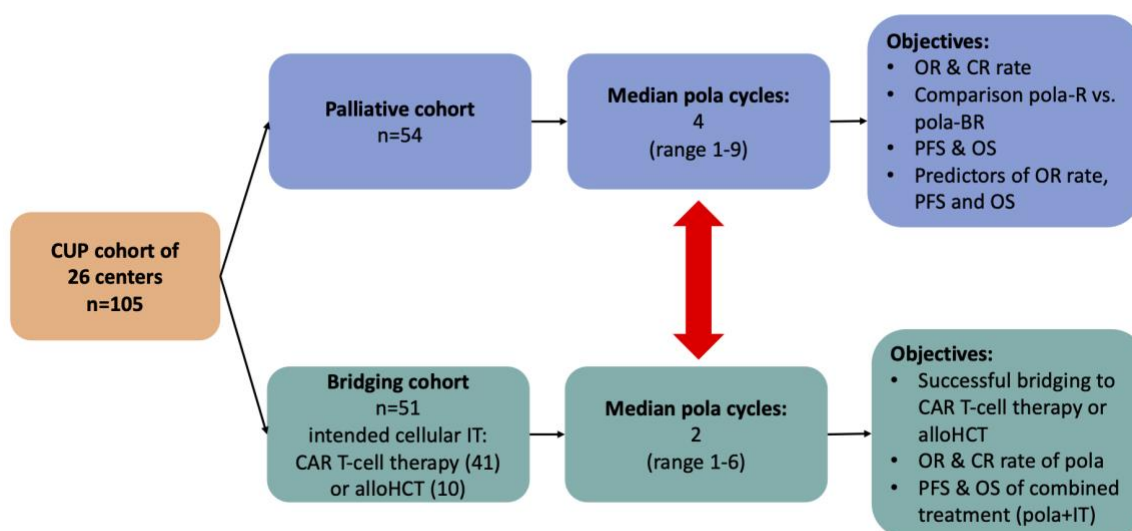 CUP cohort of
26 centers
n=105
Palliative cohort
n=54
Median pola cycles:
4
(range 1-9)
Objectives:
• OR & CR rate
• Comparison pola-R vs.
pola-BR
• PFS & OS
• Predictors of OR rate,
PFS and OS
Bridging cohort
n=51
intended cellular IT:
CAR T-cell therapy (41)
or alloHCT (10)
Median pola cycles:
2
(range 1-6)
Objectives:
• Successful bridging to
CAR T-cell therapy or
alloHCT
• OR & CR rate of pola
• PFS & OS of combined
treatment (pola+IT)